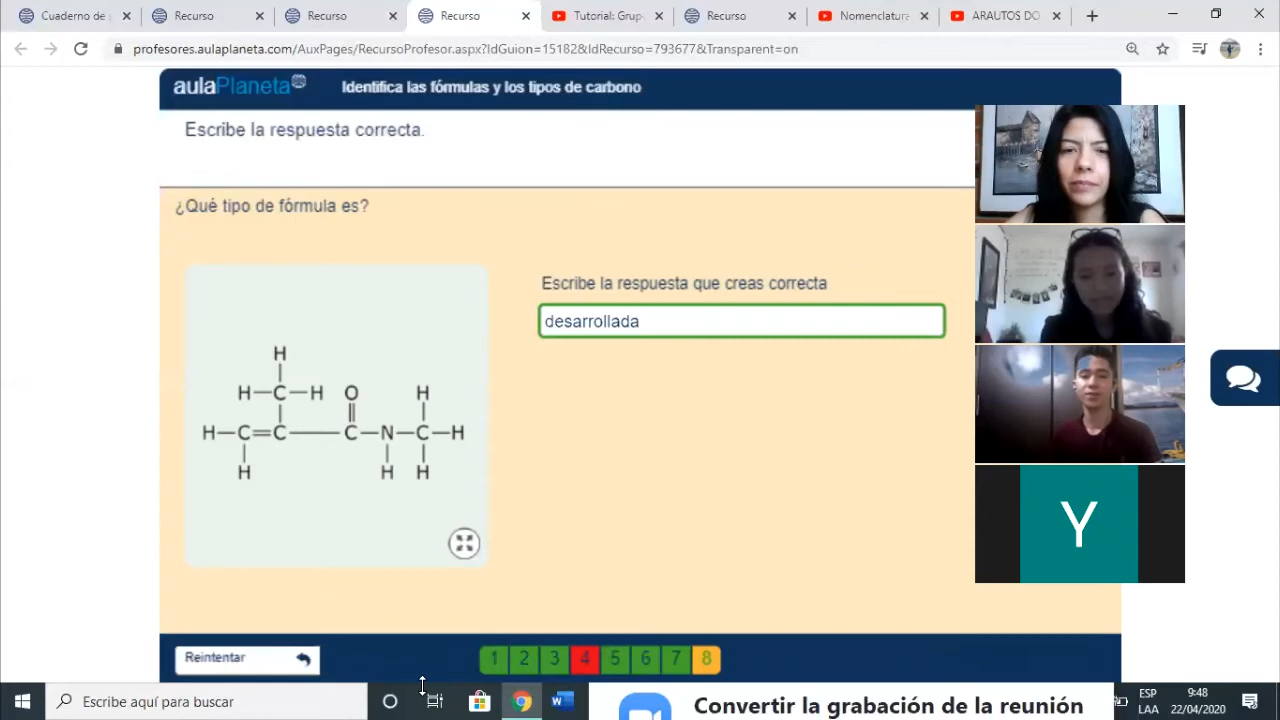 Cuaderno d
Recurso
Recurso
Recurso
Tutorial: Grup
Recurso
Nomenclatura
ARAUTOS DO
profesores.aulaplaneta.com/AuxPages/RecursoProfesor.aspx?IdGuion=15182&IdRecurso=793677&Transparent=on
aulaPlaneta
Identifica las fórmulas y los tipos de carbono
Escribe la respuesta correcta.
¿Qué tipo de fórmula es?
Escribe la respuesta que creas correcta
desarrollada
H
H—C—H O H
H—C=C—C—N—C—H
H H H
Y
Reintentar
1 2 3 4 5 6 7 8
Escribe aquí para buscar
Convertir la grabación de la reunión
ESP
LAA
9:48
22/04/2020